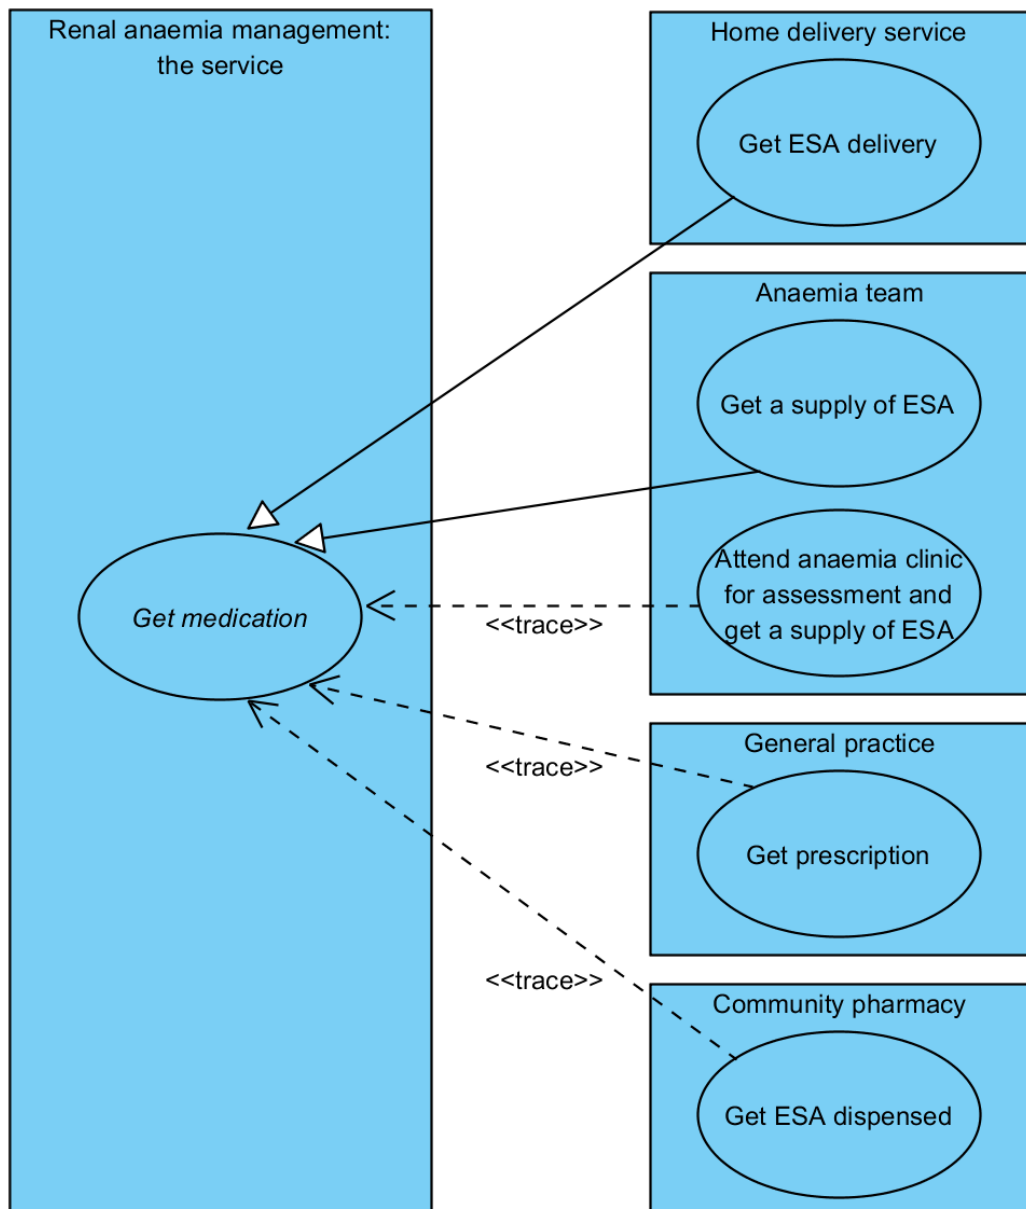 Renal anaemia management:
the service
Get medication
<<trace>>
<<trace>>
<<trace>>
Home delivery service
Get ESA delivery
Anaemia team
Get a supply of ESA
Attend anaemia clinic
for assessment and
get a supply of ESA
General practice
Get prescription
Community pharmacy
Get ESA dispensed